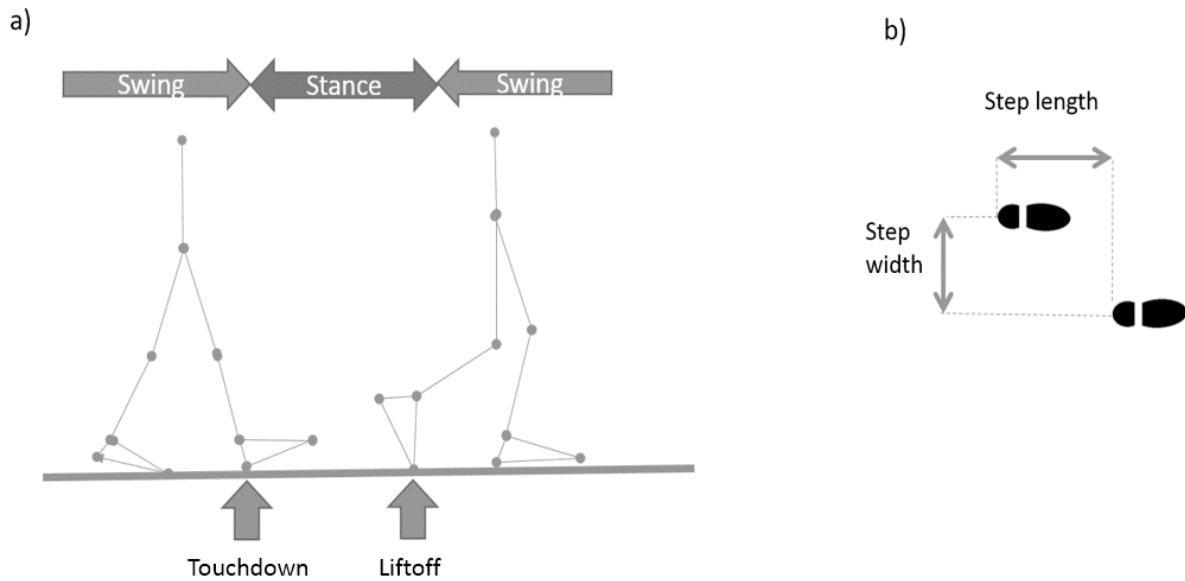 a)
Swing Stance Swing
Touchdown Liftoff
b)
Step length
Step
width